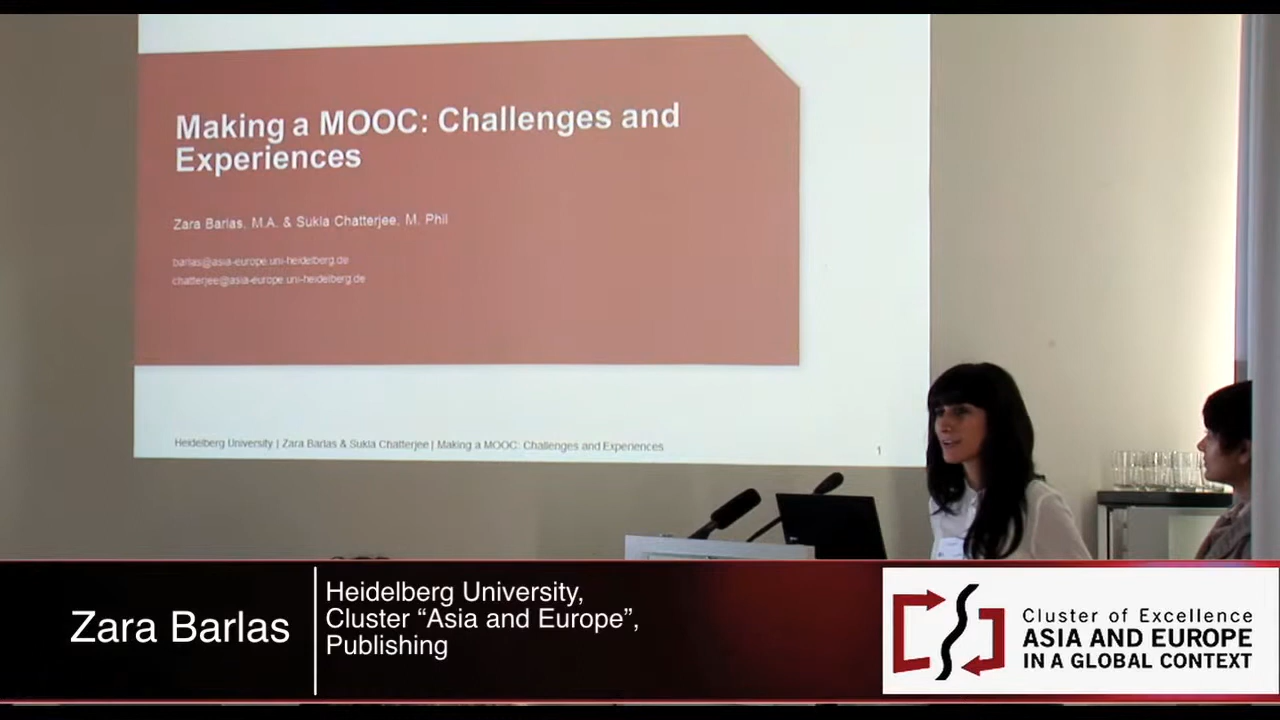 Making a MOOC: Challenges and
Experiences
Zara Barlas, M.A. & Sukla Chatterjee, M. Phil
barlas@asia-europe.uni-heidelberg.de
chatterjee@asia-europe.uni-heidelberg.de
Heidelberg University | Zara Barlas & Sukla Chatterjee | Making a MOOC: Challenges and Experiences
1
Zara Barlas
Heidelberg University,
Cluster “Asia and Europe”,
Publishing
Cluster of Excellence
ASIA AND EUROPE
IN A GLOBAL CONTEXT